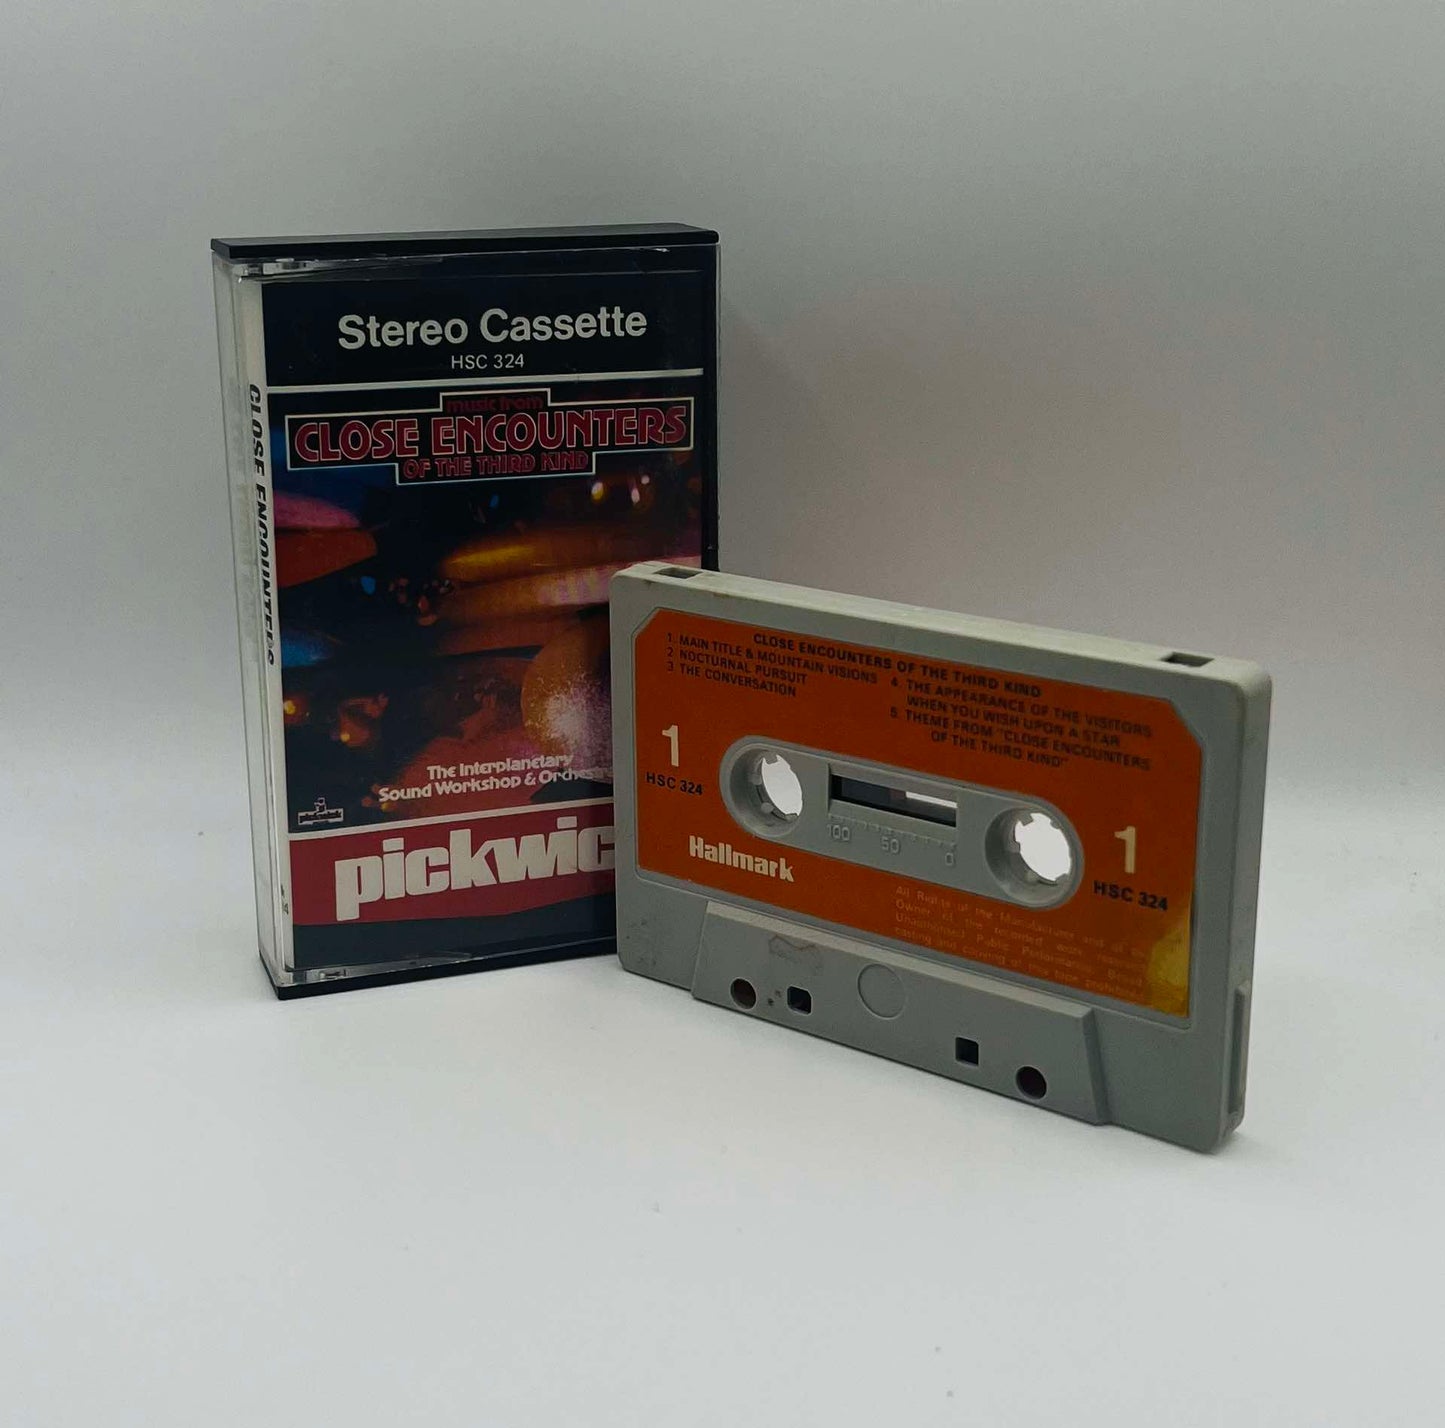 Stereo Cassette
HSC 324
music from
CLOSE ENCOUNTERS
OF THE THIRD KIND
The Interplanetary
Sound Workshop &
pickwic
CLOSE ENCOUNTERS
CLOSE ENCOUNTERS OF THE THIRD KIND
1. MAIN TITLE & MOUNTAIN VISIONS
2 NOCTURNAL PURSUIT
3 THE CONVERSATION
4. THE APPEARANCE OF THE VISITORS
WHEN YOU WISH UPON A STAR
5. THEME FROM "CLOSE ENCOUNTERS
OF THE THIRD KIND"
1
HSC 324
1
HSC 324
100 50 0
Hallmark
All Rights of the Manufacturer and of the
Owner of the recorded work reserved
Unauthorised Public Performance Broad
casting and copying of this tape prohibited